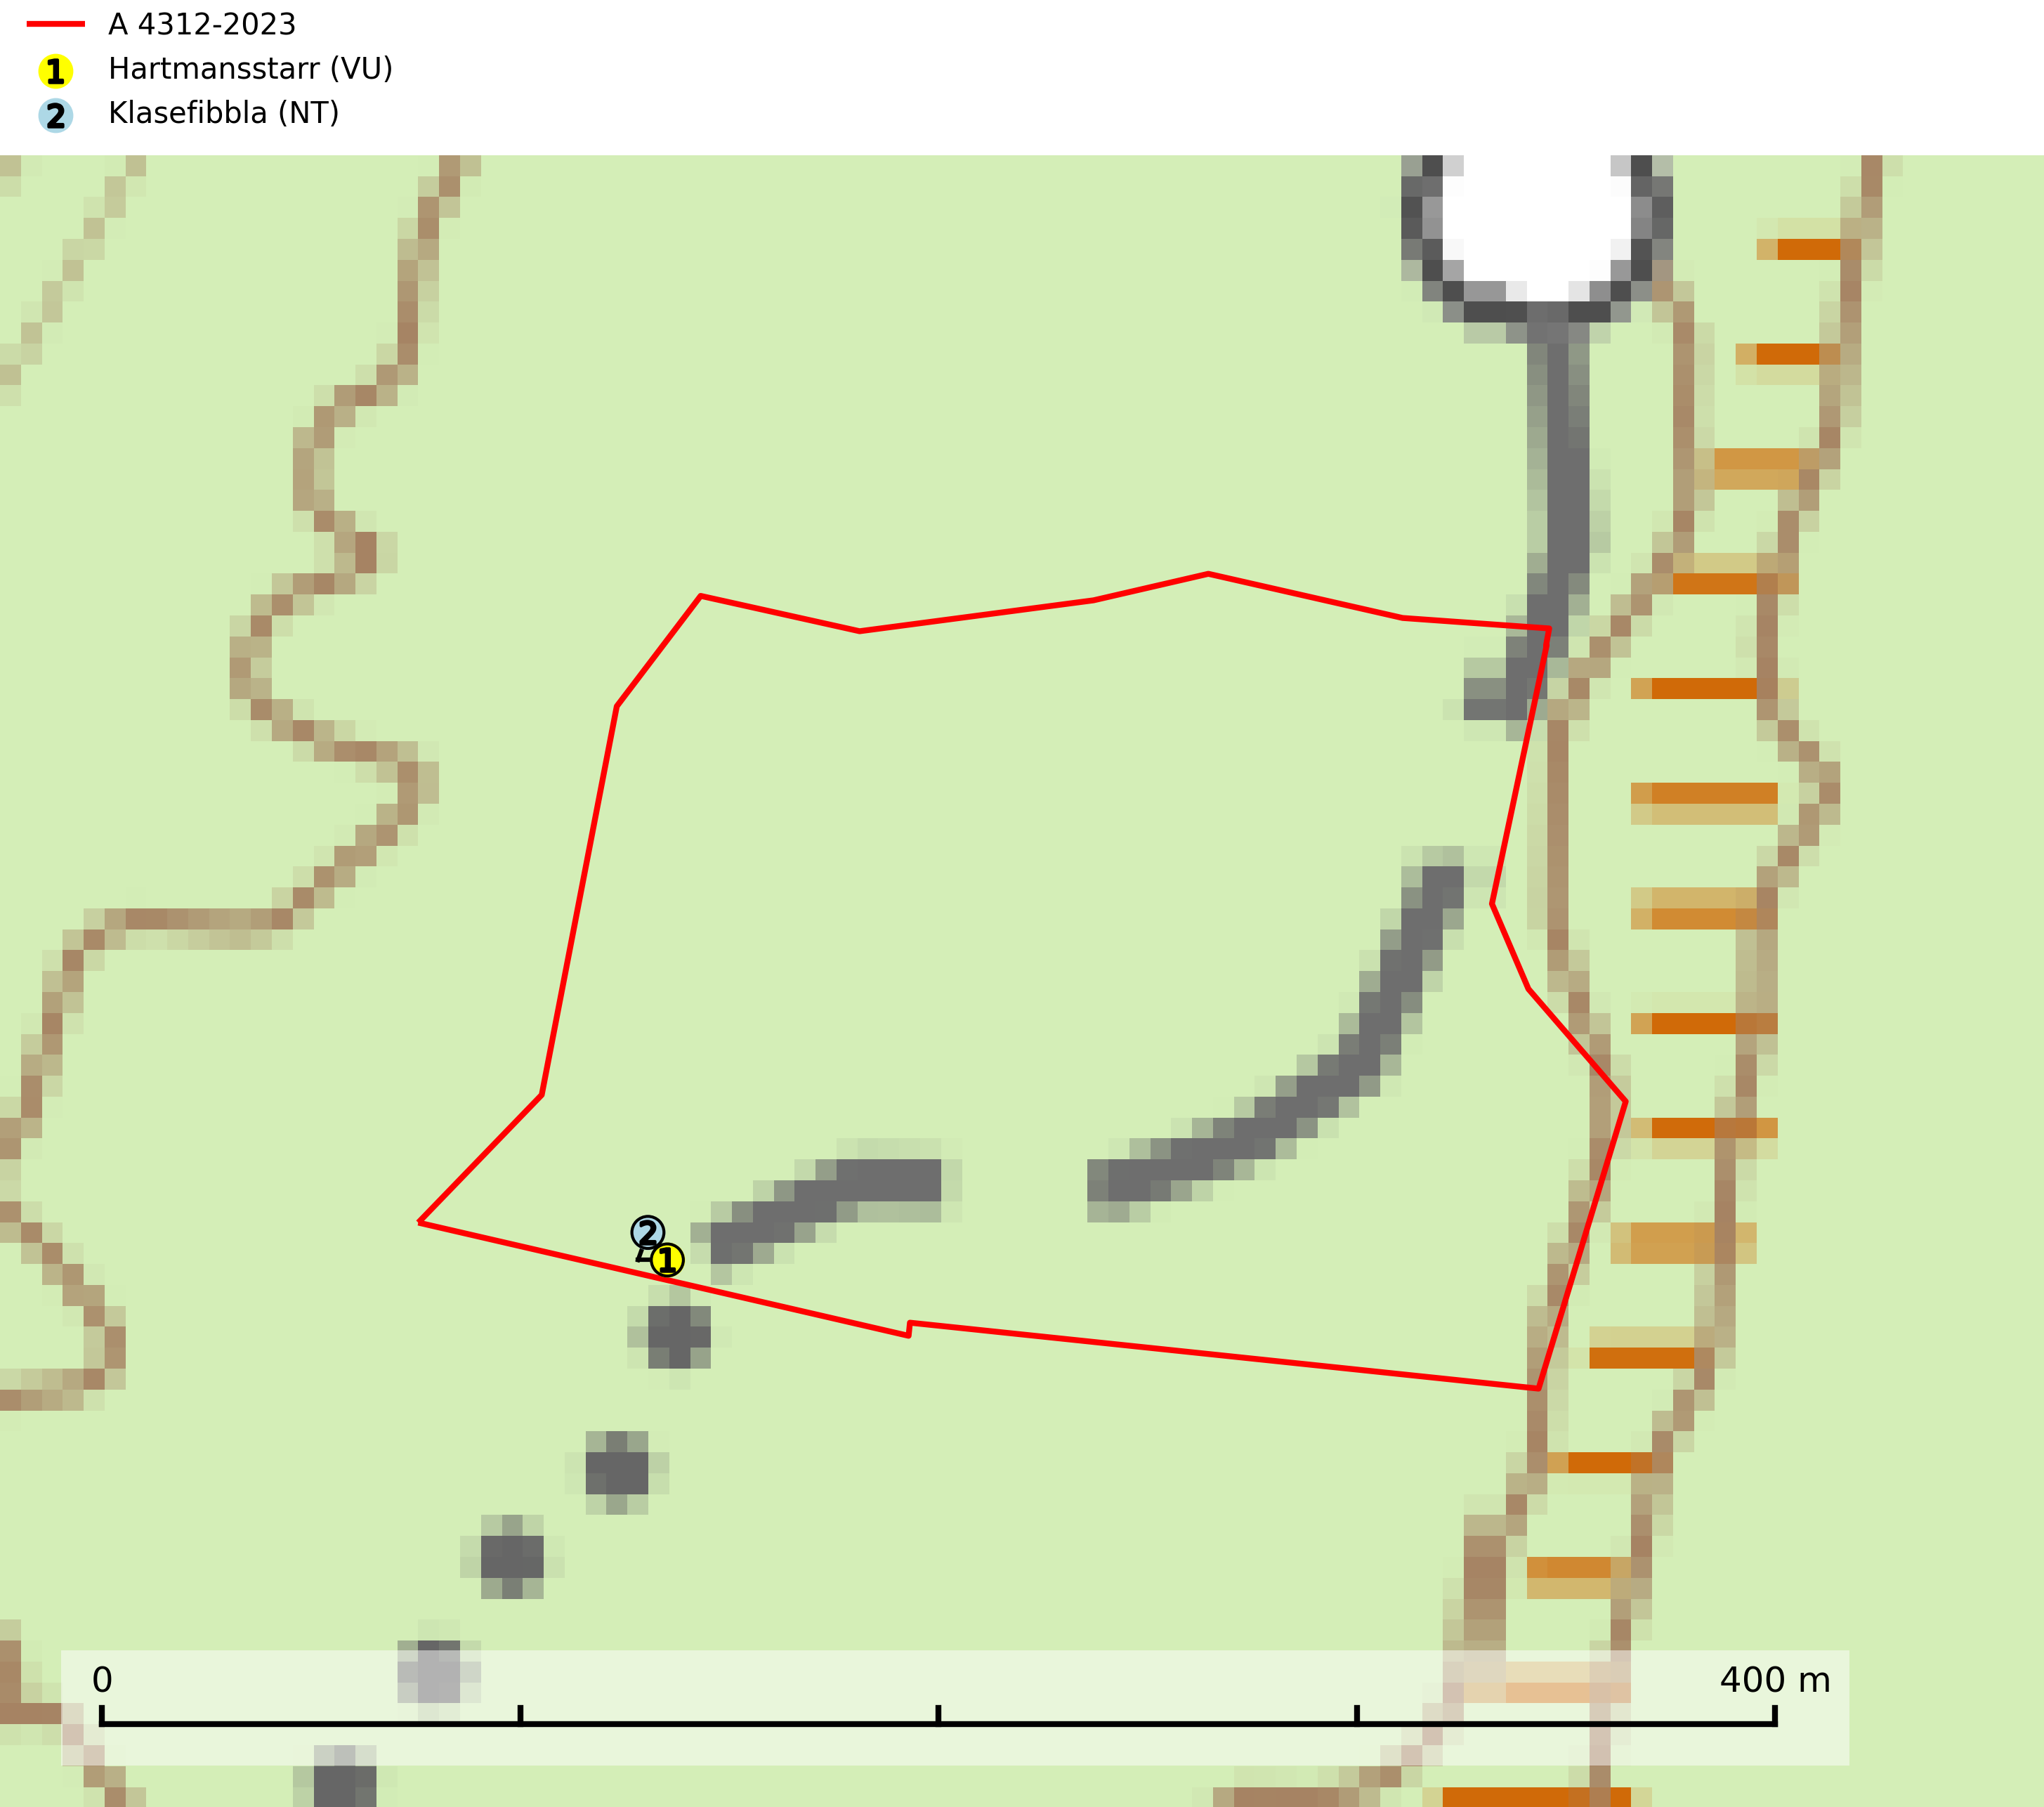 A 4312-2023
1 Hartmansstarr (VU)
2 Klasefibbla (NT)
2
1
0 400 m